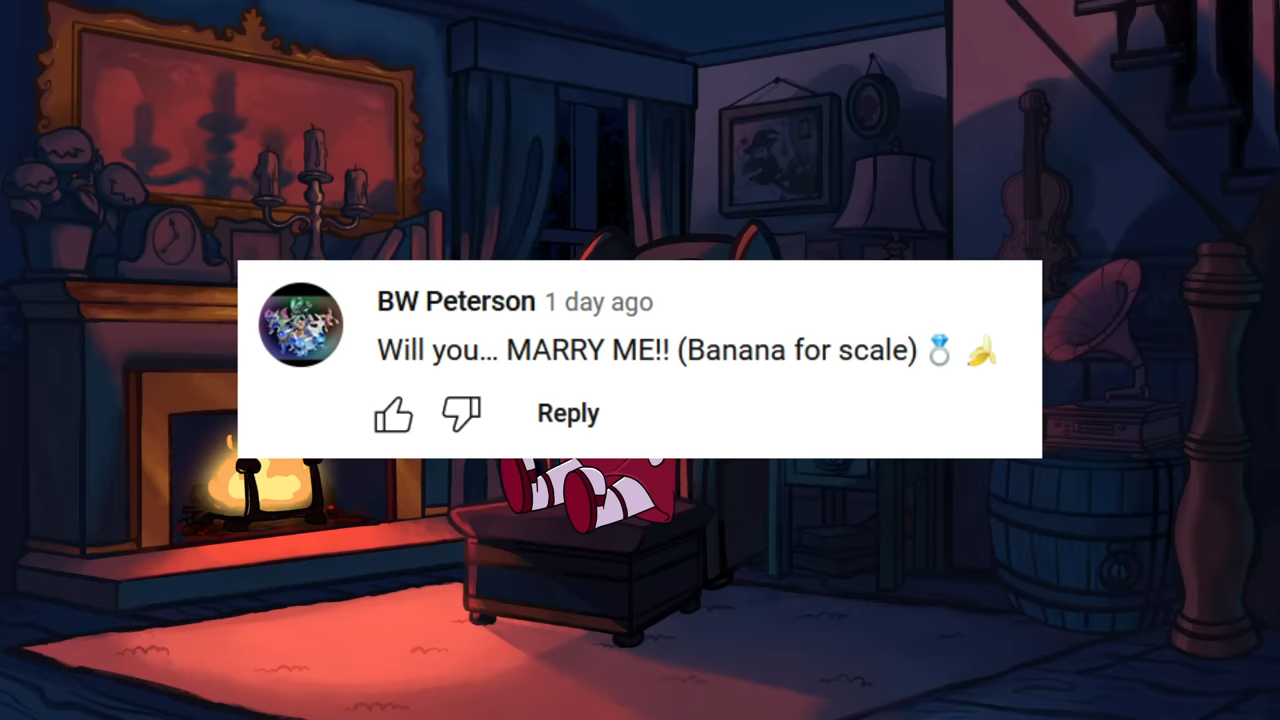 BW Peterson 1 day ago
Will you... MARRY ME!! (Banana for scale) 💍 🍌
Reply